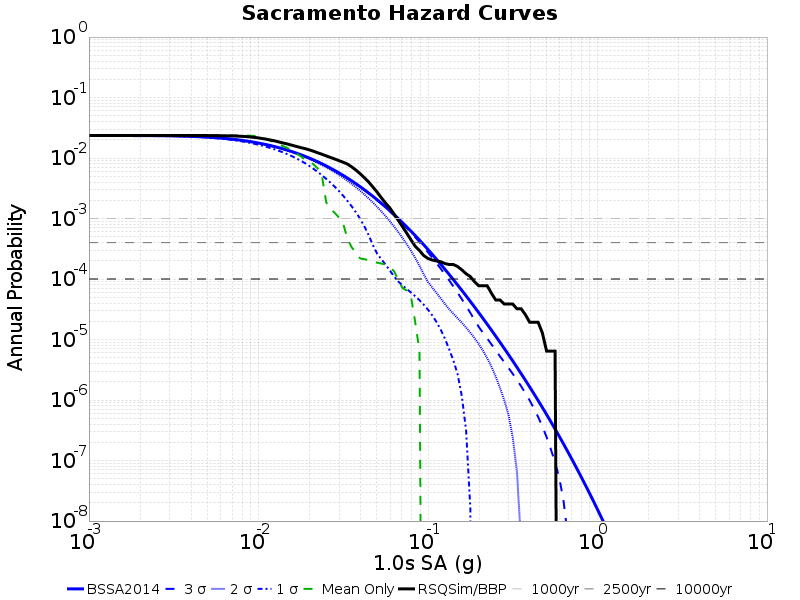 Sacramento Hazard Curves
Annual Probability
10^0
10^-1
10^-2
10^-3
10^-4
10^-5
10^-6
10^-7
10^-8
10^-3 10^-2 10^-1 10^0 10^1
1.0s SA (g)
BSSA2014 3 σ 2 σ 1 σ Mean Only RSQSim/BBP 1000yr 2500yr 10000yr